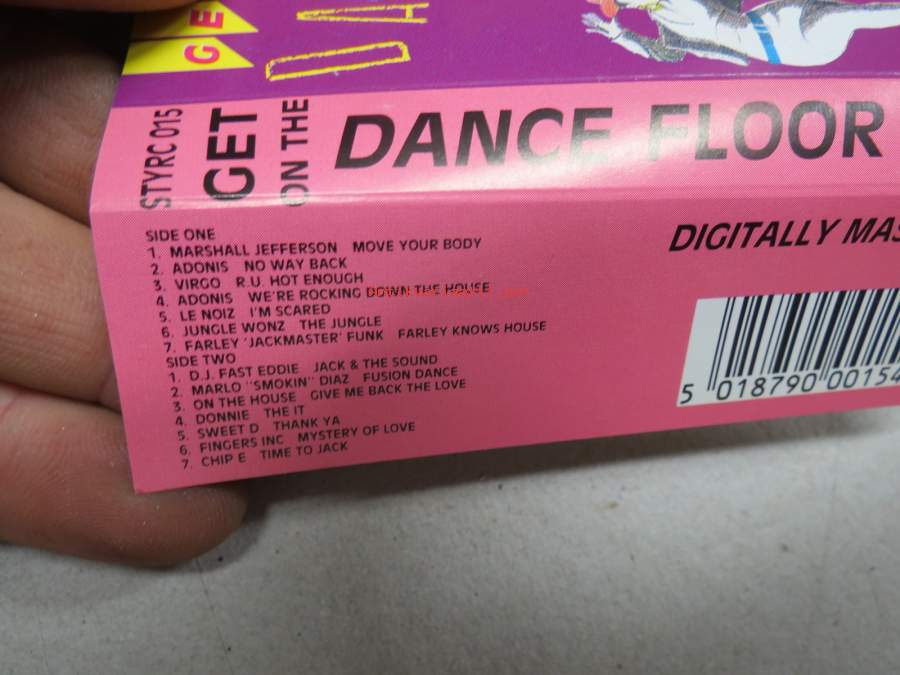 GE
STYRC 015 GET ON THE DANCE FLOOR
DIGITALLY MAS
SIDE ONE
1. MARSHALL JEFFERSON MOVE YOUR BODY
2. ADONIS NO WAY BACK
3. VIRGO R.U. HOT ENOUGH
4. ADONIS WE'RE ROCKING DOWN THE HOUSE
5. LE NOIZ I'M SCARED
6. JUNGLE WONZ THE JUNGLE
7. FARLEY 'JACKMASTER' FUNK FARLEY KNOWS HOUSE
SIDE TWO
1. D.J. FAST EDDIE JACK & THE SOUND
2. MARLO "SMOKIN" DIAZ FUSION DANCE
3. ON THE HOUSE GIVE ME BACK THE LOVE
4. DONNIE THE IT
5. SWEET D THANK YA
6. FINGERS INC MYSTERY OF LOVE
7. CHIP E TIME TO JACK
5 018790 00154